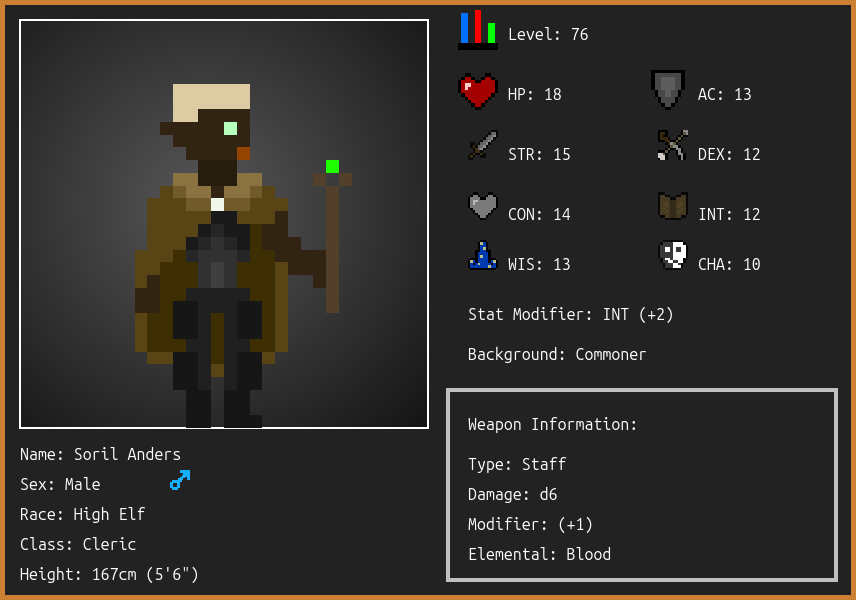 Level: 76
HP: 18
AC: 13
STR: 15
DEX: 12
CON: 14
INT: 12
WIS: 13
CHA: 10
Stat Modifier: INT (+2)
Background: Commoner
Weapon Information:
Type: Staff
Damage: d6
Modifier: (+1)
Elemental: Blood
Name: Soril Anders
Sex: Male
Race: High Elf
Class: Cleric
Height: 167cm (5'6")